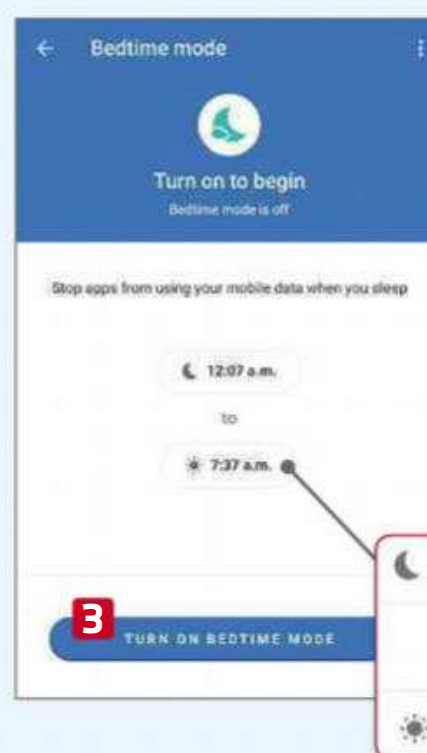 Bedtime mode
Turn on to begin
Bedtime mode is off
Stop apps from using your mobile data when you sleep
12:07 a.m.
to
7:37 a.m.
3
TURN ON BEDTIME MODE